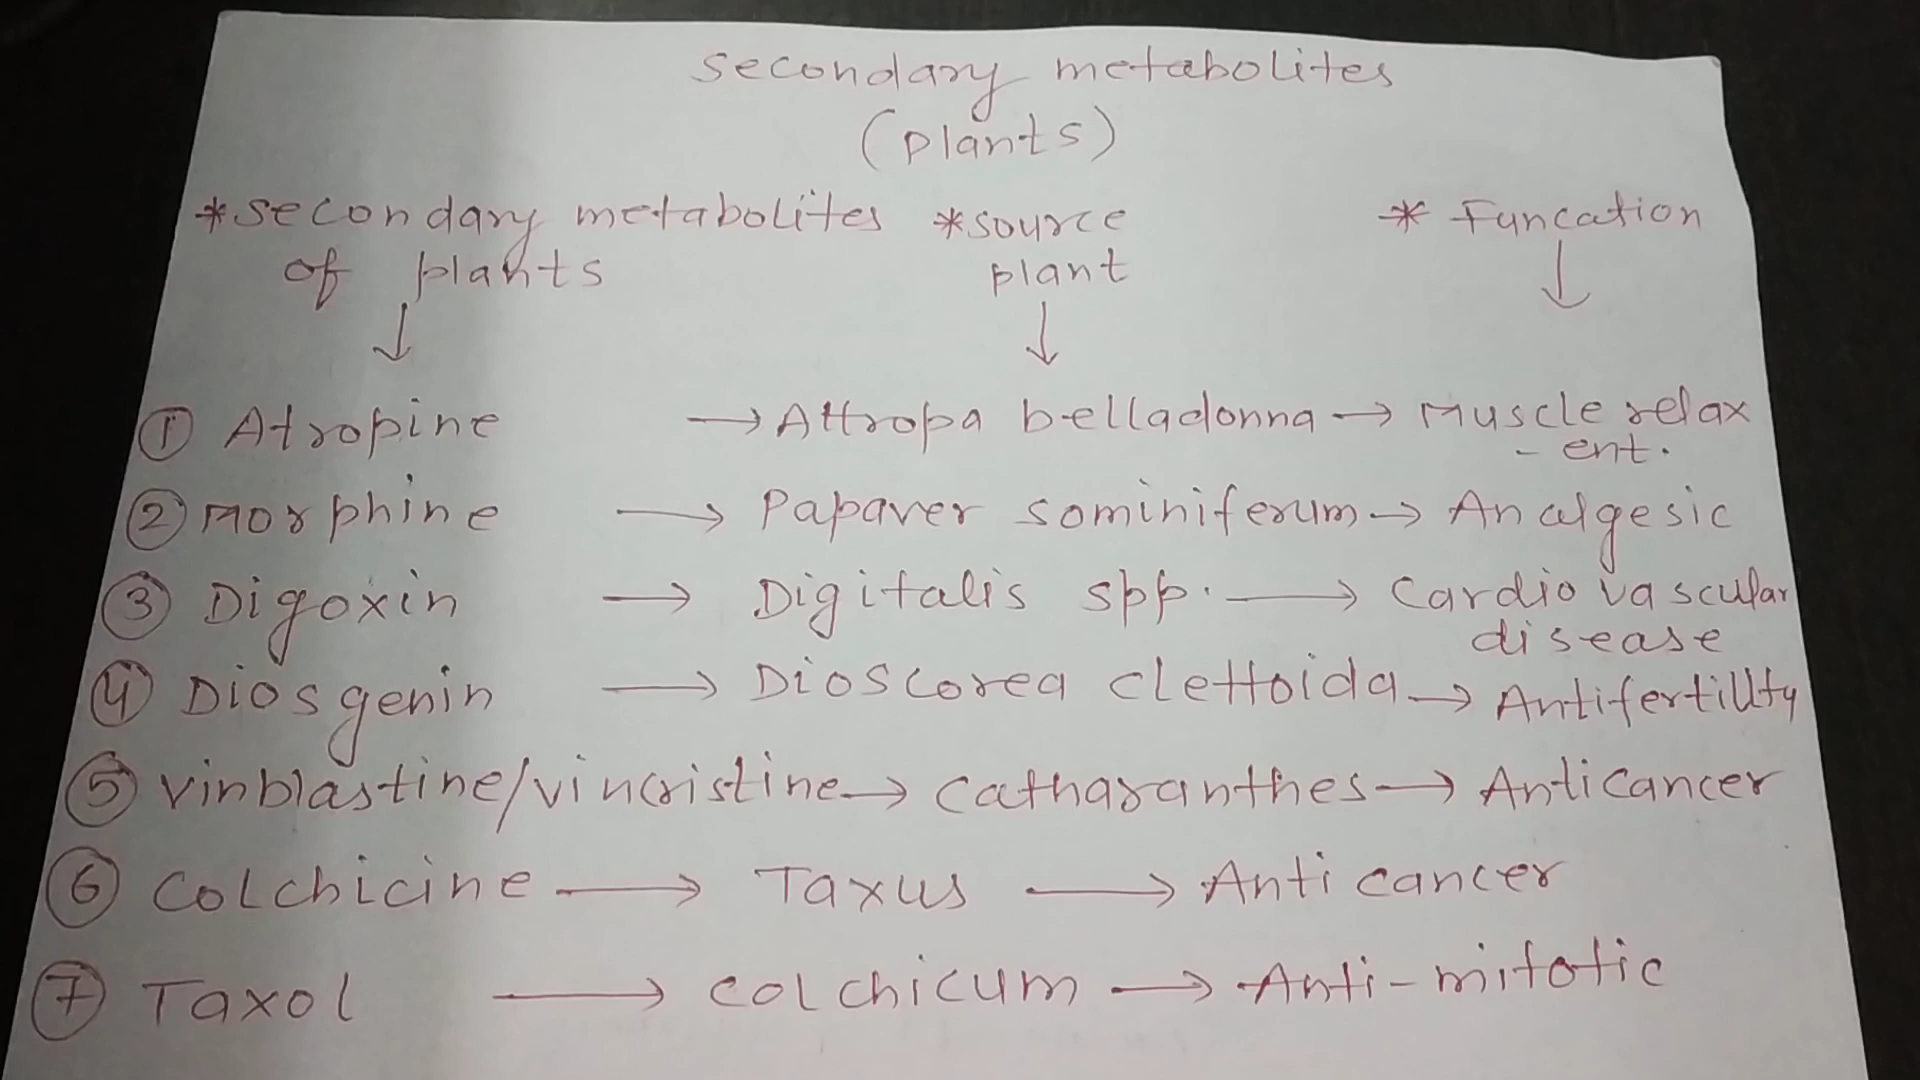 secondary metabolites
(plants)
*secondary metabolites *source * Funcation
of plants plant
↓ ↓ ↓
① Atropine → Attropa belladonna → Muscle relax
- ent.
② Morphine → Papaver sominiferum → Analgesic
③ Digoxin → Digitalis spp. → Cardio vascular
disease
④ Diosgenin → Dioscorea clettoida → Antifertillty
⑤ vinblastine/vincristine → Catharanthes → Anticancer
⑥ Colchicine → Taxus → Anti cancer
⑦ Taxol → Colchicum → Anti-mitotic